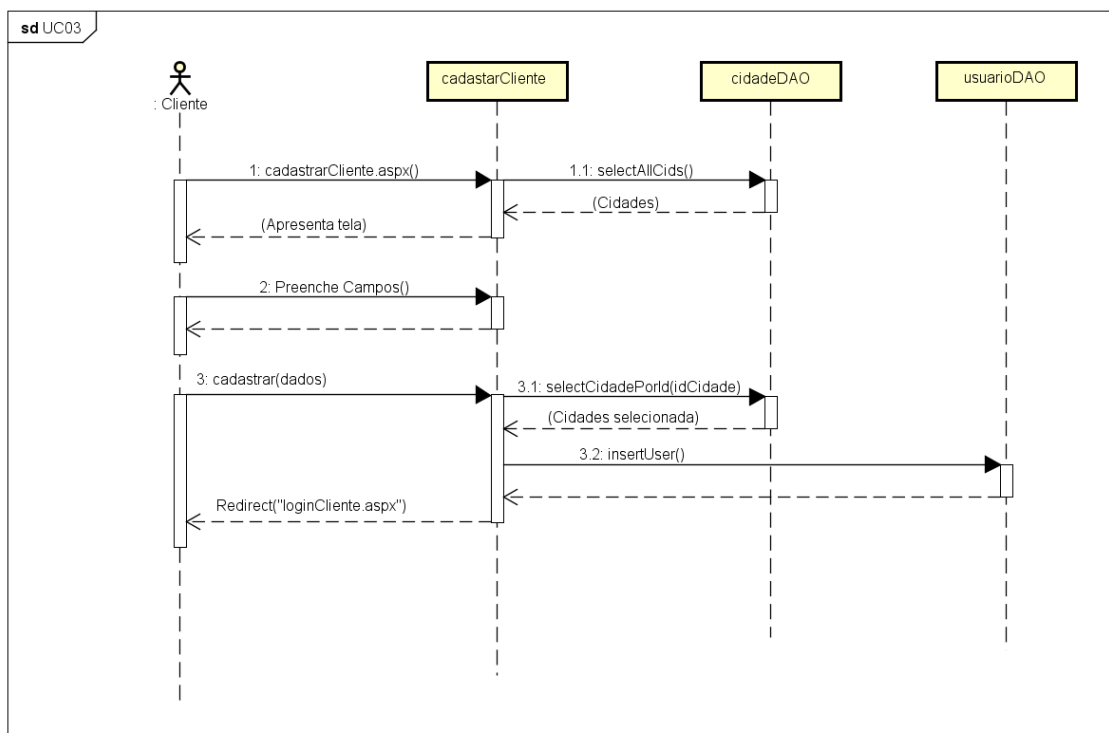 sd UC03
: Cliente
cadastarCliente
cidadeDAO
usuarioDAO
1: cadastrarCliente.aspx()
1.1: selectAllCids()
(Cidades)
(Apresenta tela)
2: Preenche Campos()
3: cadastrar(dados)
3.1: selectCidadePorId(idCidade)
(Cidades selecionada)
3.2: insertUser()
Redirect("loginCliente.aspx")